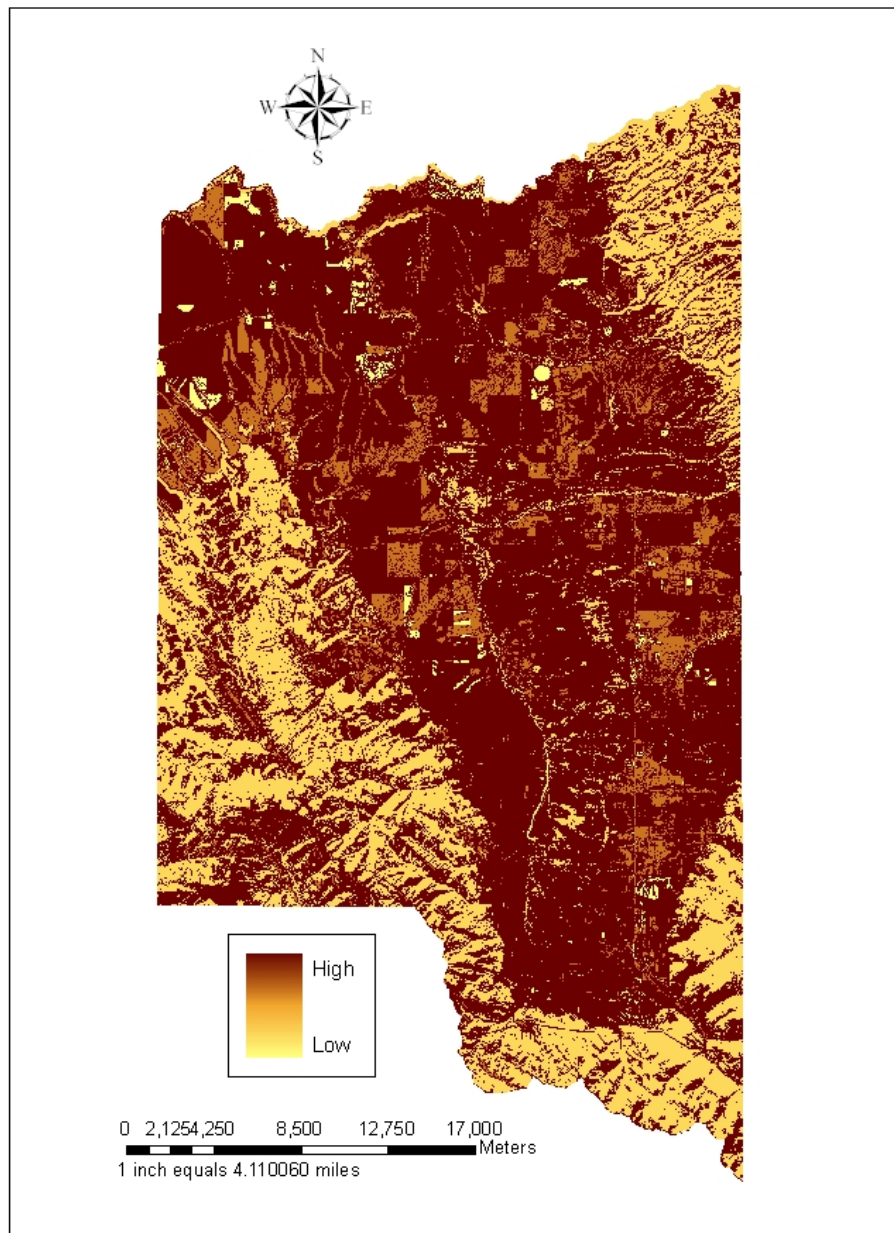 N
W E
S
High
Low
0 2,1254,250 8,500 12,750 17,000
Meters
1 inch equals 4.110060 miles